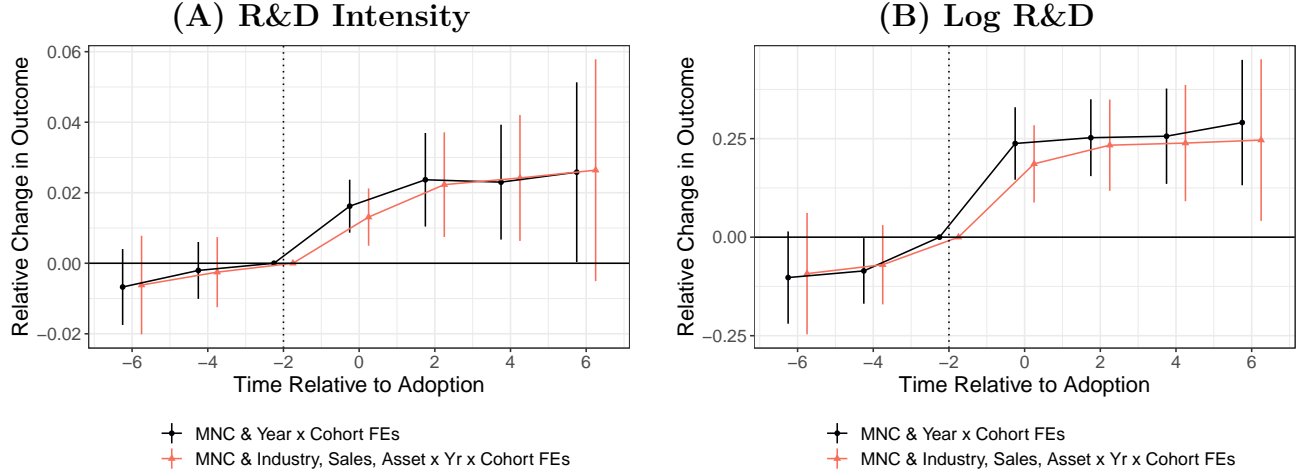 (A) R&D Intensity
Relative Change in Outcome
0.06
0.04
0.02
0.00
−0.02
−6 −4 −2 0 2 4 6
Time Relative to Adoption
MNC & Year x Cohort FEs
MNC & Industry, Sales, Asset x Yr x Cohort FEs
(B) Log R&D
Relative Change in Outcome
0.25
0.00
−0.25
−6 −4 −2 0 2 4 6
Time Relative to Adoption
MNC & Year x Cohort FEs
MNC & Industry, Sales, Asset x Yr x Cohort FEs